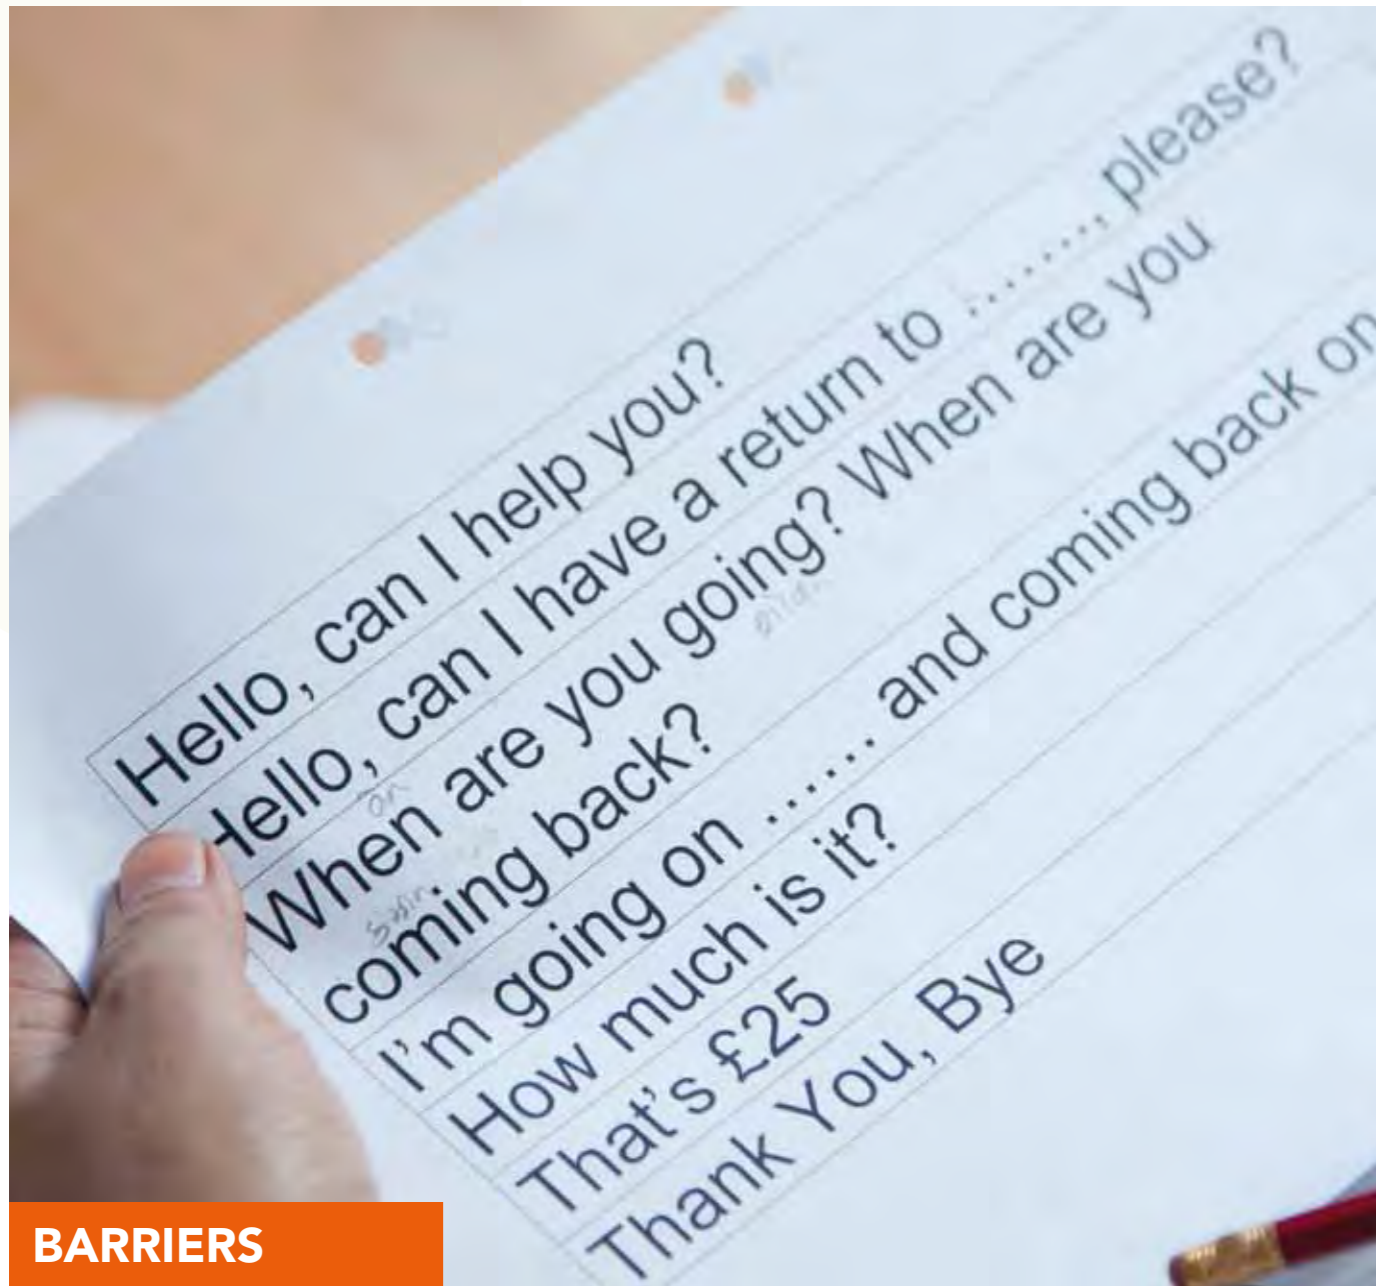 Hello, can I help you?
Hello, can I have a return to ........, please?
on
When are you going? When are you
coming back?
I'm going on ...... and coming back on
How much is it?
That's £25
Thank You, Bye
BARRIERS